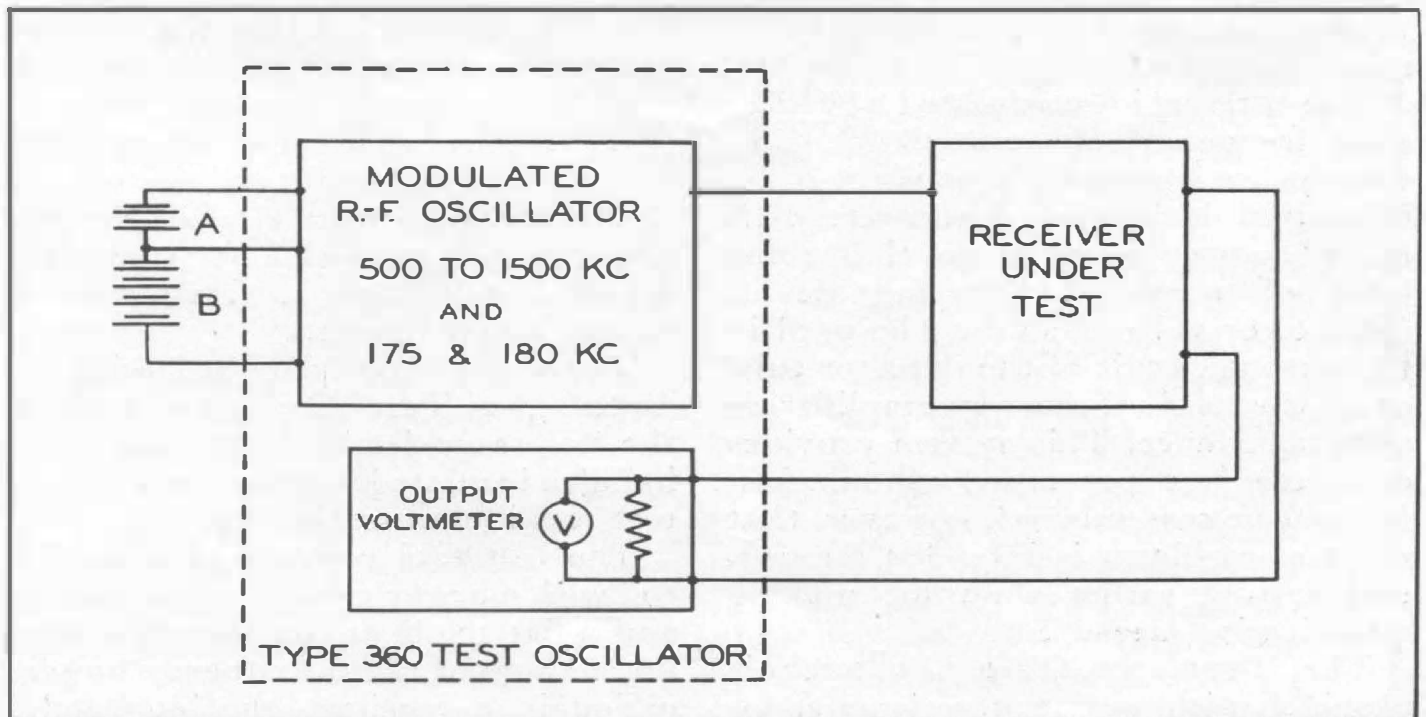 MODULATED
R.-F. OSCILLATOR
500 TO 1500 KC
AND
175 & 180 KC.
A
B
RECEIVER
UNDER
TEST
OUTPUT
VOLTMETER
V
TYPE 360 TEST OSCILLATOR